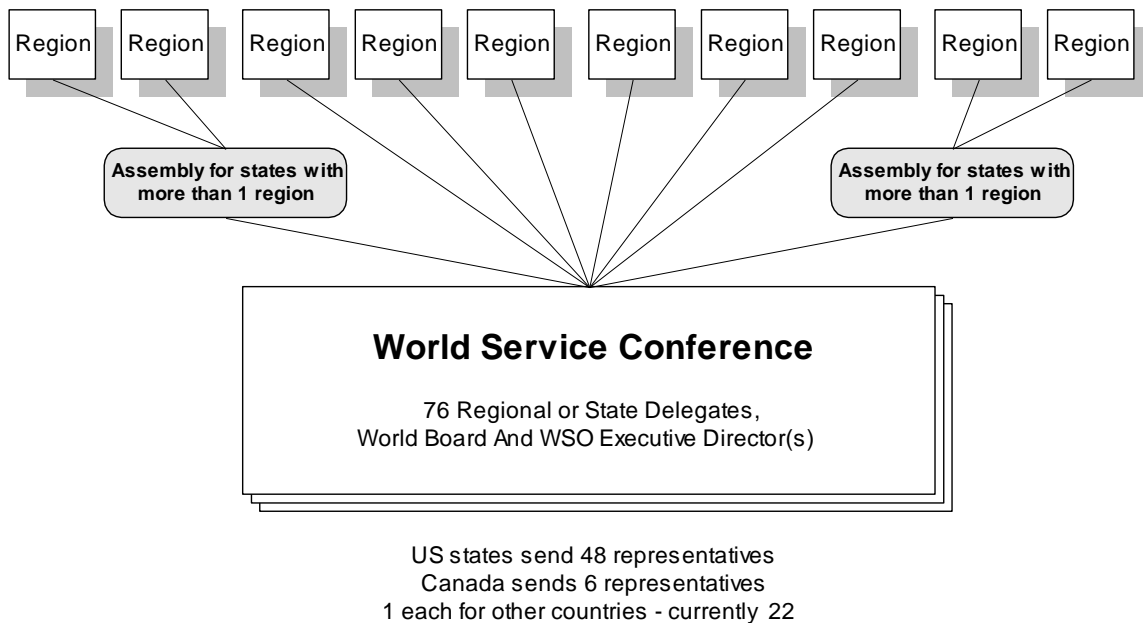 Region Region Region Region Region Region Region Region Region Region
Assembly for states with
more than 1 region
Assembly for states with
more than 1 region
World Service Conference
76 Regional or State Delegates,
World Board And WSO Executive Director(s)
US states send 48 representatives
Canada sends 6 representatives
1 each for other countries - currently 22